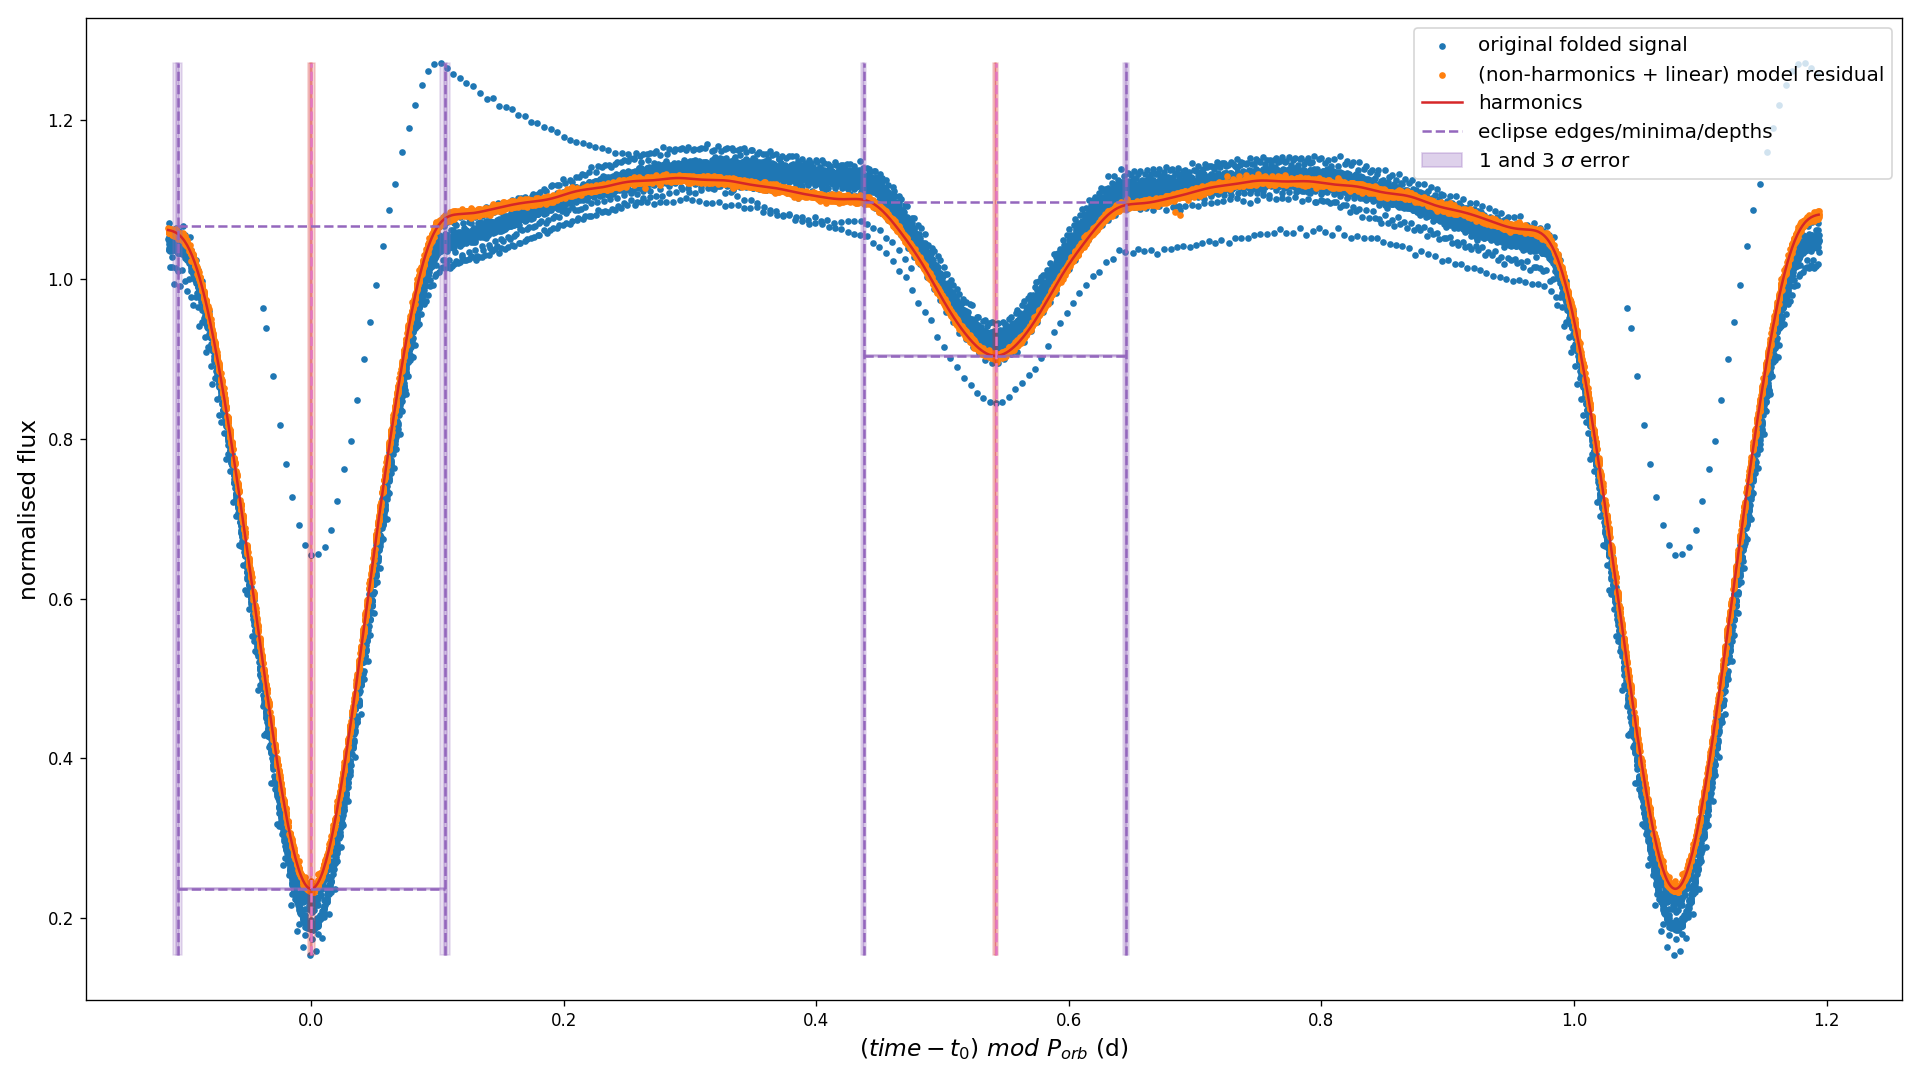 original folded signal
(non-harmonics + linear) model residual
harmonics
eclipse edges/minima/depths
1 and 3 σ error
normalised flux
1.2
1.0
0.8
0.6
0.4
0.2
0.0 0.2 0.4 0.6 0.8 1.0 1.2
(time − t₀) mod Pₒᵣb (d)